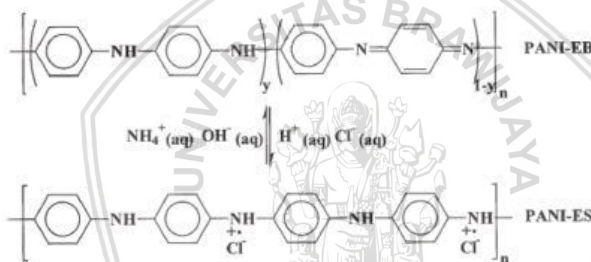 NH NH N N PANI-EB
y 1-y n
NH₄⁺ (aq) OH⁻ (aq) H⁺ (aq) Cl⁻ (aq)
NH NH NH NH PANI-ES
+• +•
Cl⁻ Cl⁻ n
UNIVERSITAS BRAWIJAYA